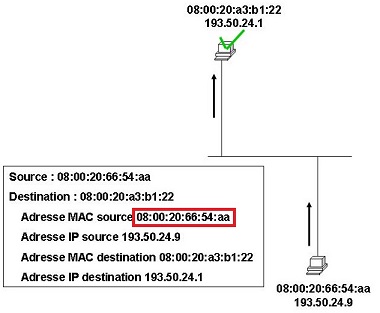 08:00:20:a3:b1:22
193.50.24.1
Source : 08:00:20:66:54:aa
Destination : 08:00:20:a3:b1:22
Adresse MAC source 08:00:20:66:54:aa
Adresse IP source 193.50.24.9
Adresse MAC destination 08:00:20:a3:b1:22
Adresse IP destination 193.50.24.1
08:00:20:66:54:aa
193.50.24.9